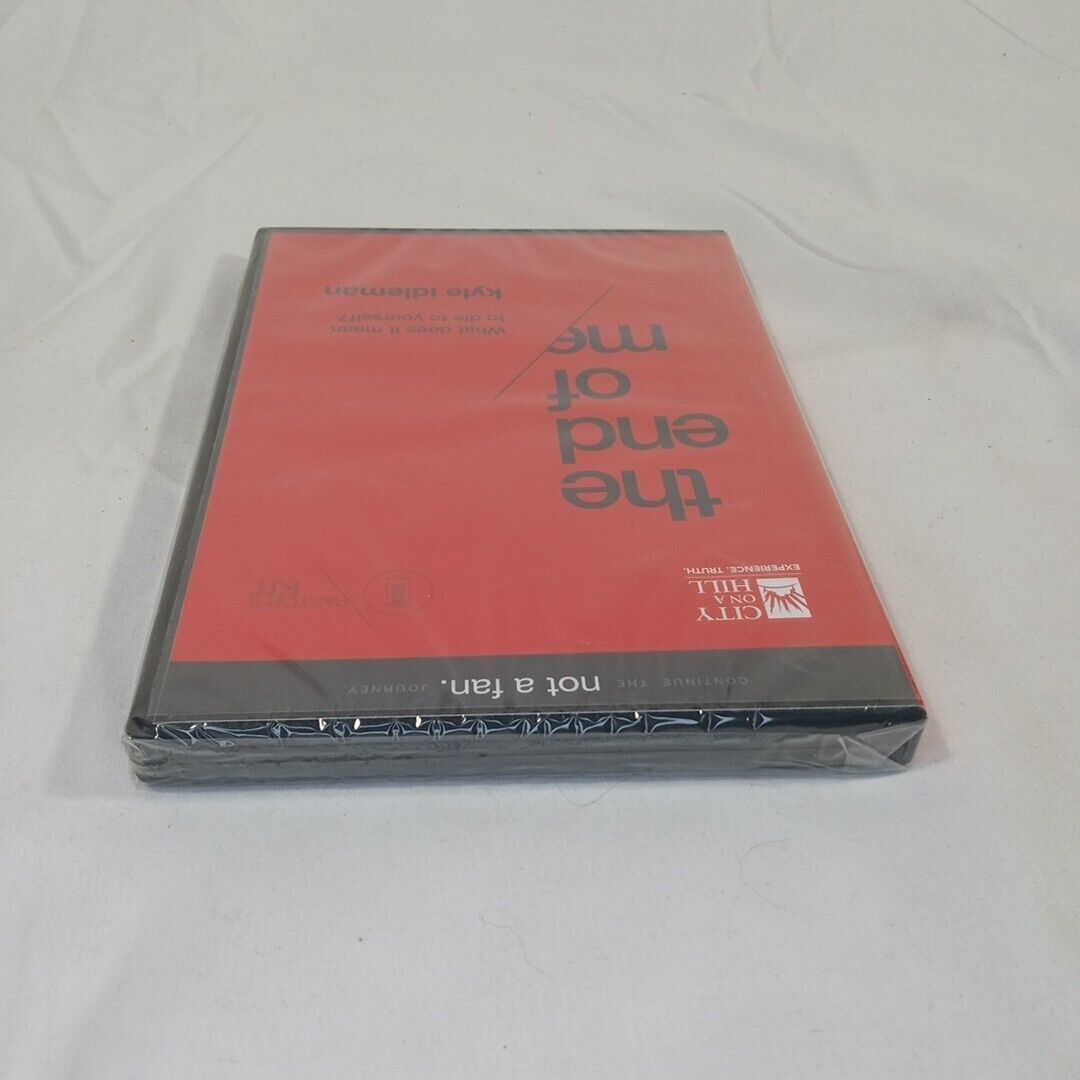 CONTINUE THE not a fan. JOURNEY.
CITY
ON A
HILL
EXPERIENCE. TRUTH.
PASTOR'S
KIT
the
end
of
me
What does it mean
to die to yourself?
kyle idleman